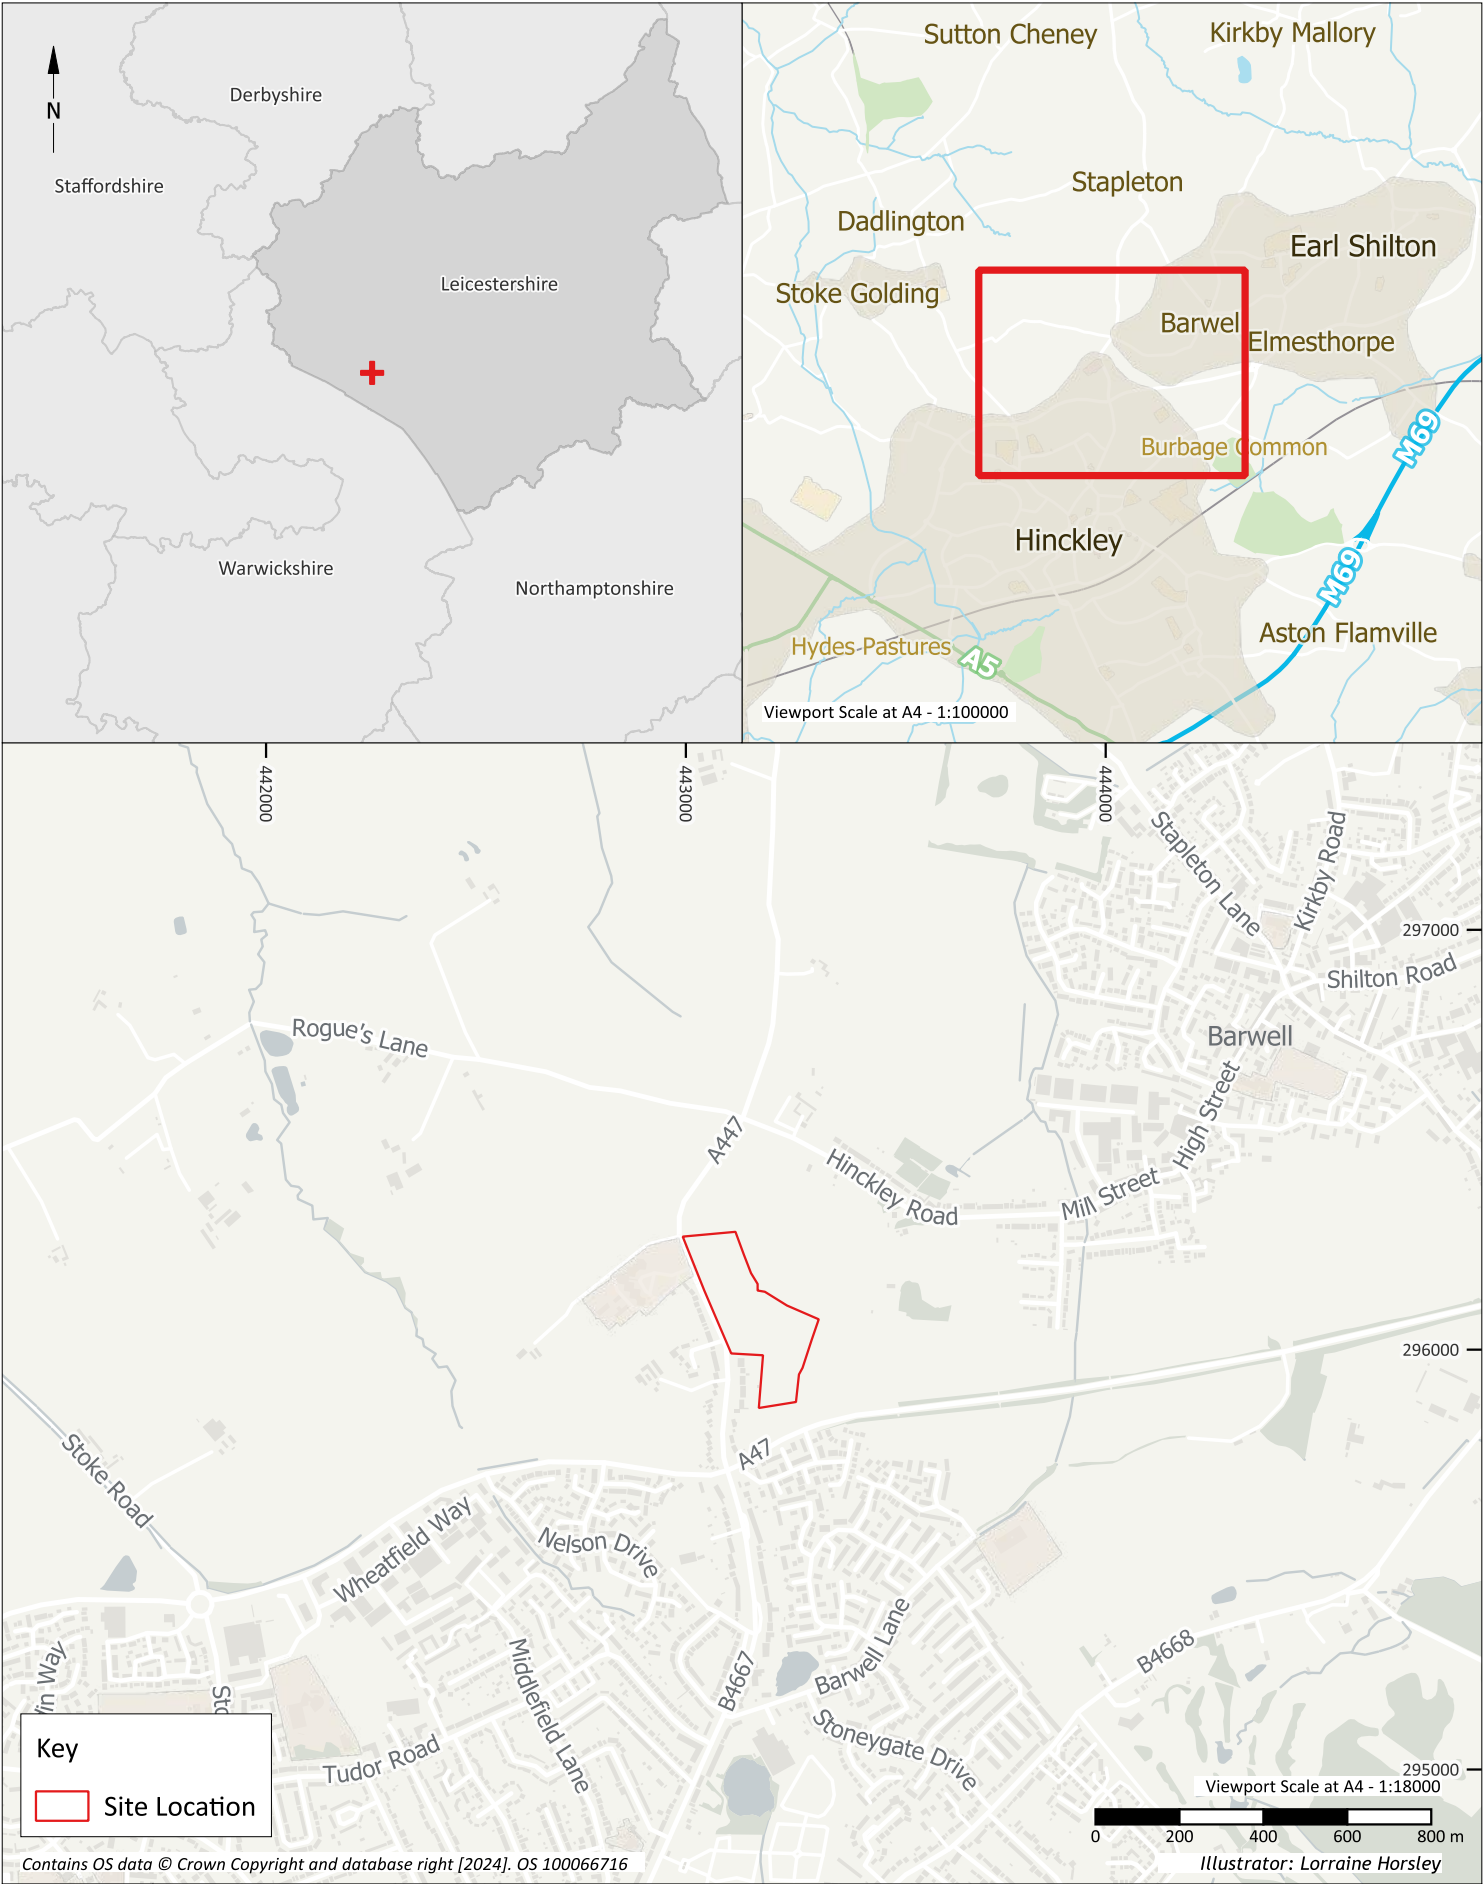 N
Derbyshire
Staffordshire
Leicestershire
Warwickshire
Northamptonshire
Sutton Cheney
Kirkby Mallory
Stapleton
Dadlington
Earl Shilton
Stoke Golding
Barwel
Elmesthorpe
M69
Burbage Common
Hinckley
M69
Hydes Pastures
A5
Aston Flamville
Viewport Scale at A4 - 1:100000
442000
443000
444000
Stapleton Lane
Kirkby Road
297000
Shilton Road
Rogue's Lane
Barwell
High Street
A447
Hinckley Road
Mill Street
296000
Stoke Road
A47
Wheatfield Way
Nelson Drive
Barwell Lane
B4668
Middlefield Lane
B4667
Way
Sto
Stoneygate Drive
Tudor Road
295000
Key
Site Location
Viewport Scale at A4 - 1:18000
0 200 400 600 800 m
Contains OS data © Crown Copyright and database right [2024]. OS 100066716
Illustrator: Lorraine Horsley